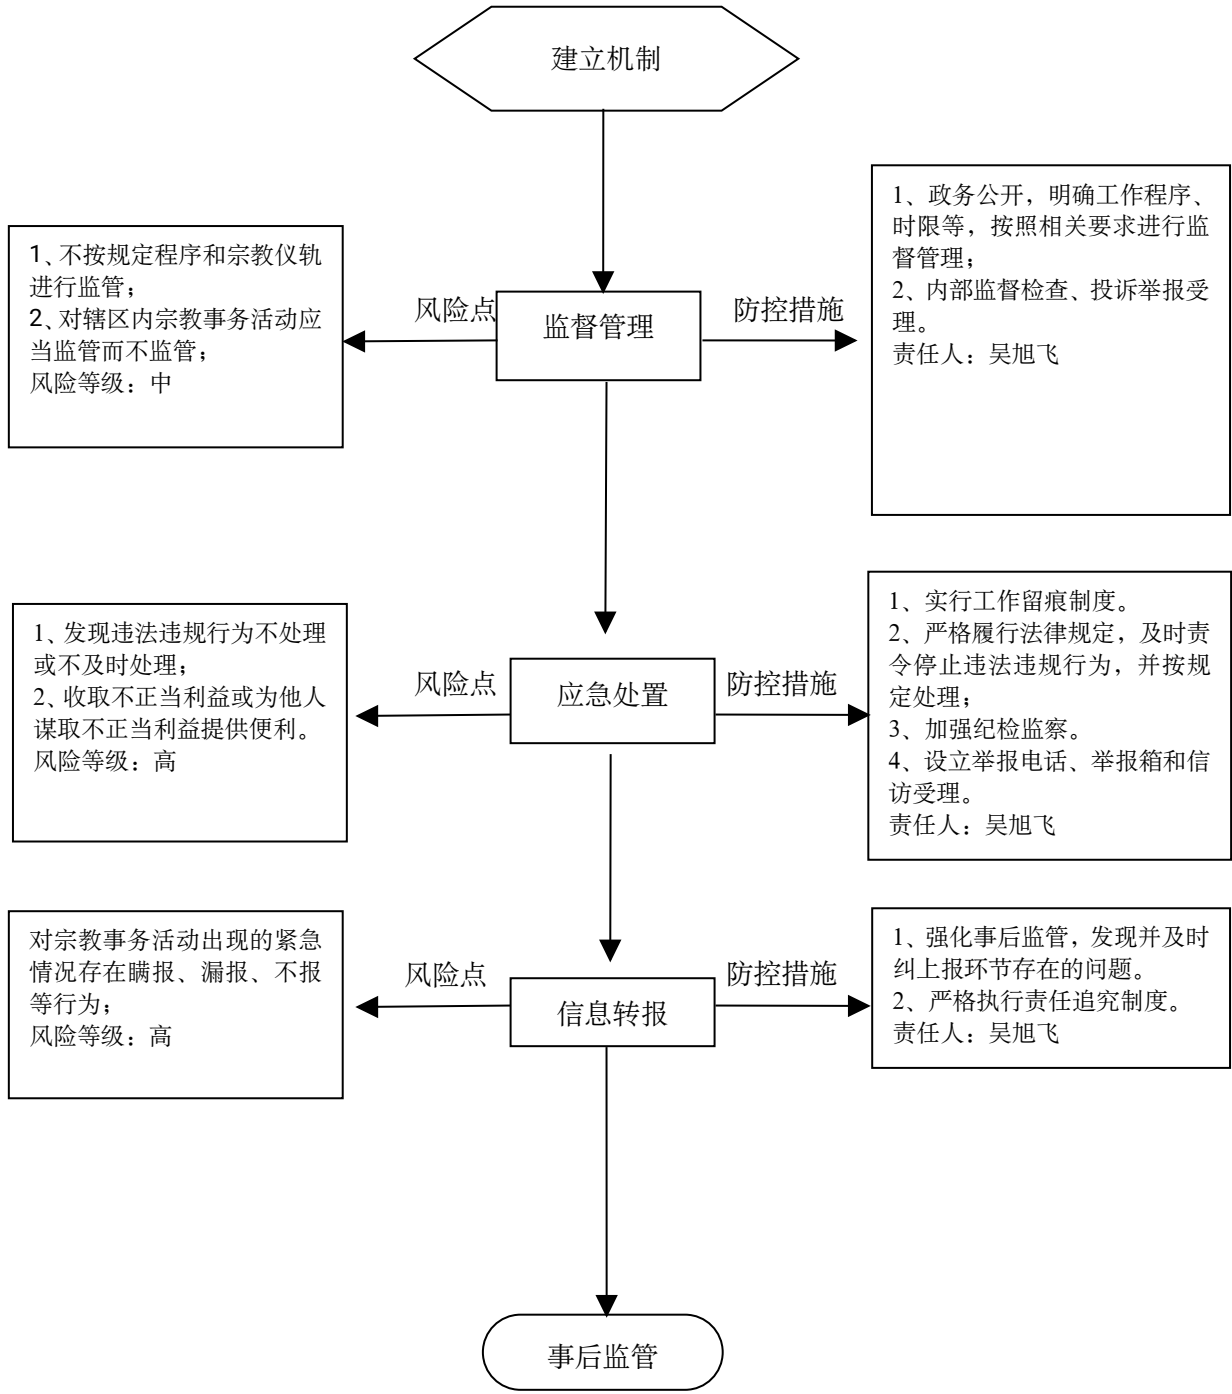 建立机制
1、不按规定程序和宗教仪轨
进行监管；
2、对辖区内宗教事务活动应
当监管而不监管；
风险等级：中
风险点
监督管理
防控措施
1、政务公开，明确工作程序、
时限等，按照相关要求进行监
督管理；
2、内部监督检查、投诉举报受
理。
责任人：吴旭飞
1、发现违法违规行为不处理
或不及时处理；
2、收取不正当利益或为他人
谋取不正当利益提供便利。
风险等级：高
风险点
应急处置
防控措施
1、实行工作留痕制度。
2、严格履行法律规定，及时责
令停止违法违规行为，并按规
定处理；
3、加强纪检监察。
4、设立举报电话、举报箱和信
访受理。
责任人：吴旭飞
对宗教事务活动出现的紧急
情况存在瞒报、漏报、不报
等行为；
风险等级：高
风险点
信息转报
防控措施
1、强化事后监管，发现并及时
纠上报环节存在的问题。
2、严格执行责任追究制度。
责任人：吴旭飞
事后监管